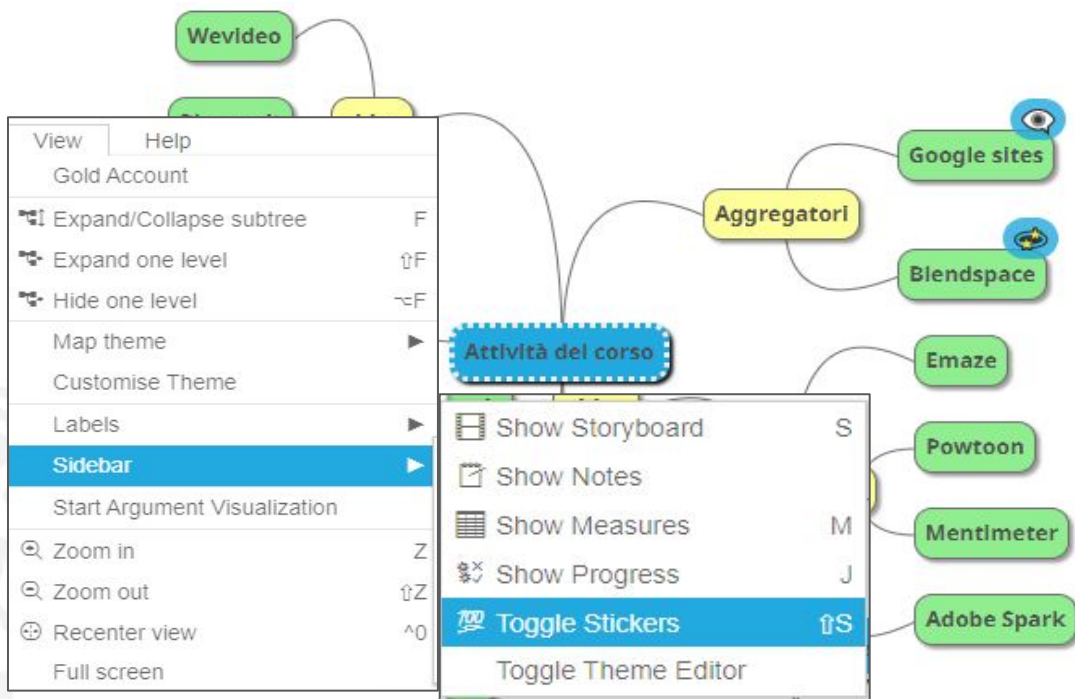 Wevideo
View Help
Gold Account
Expand/Collapse subtree F
Expand one level ⇧F
Hide one level ⌥F
Map theme ▶
Customise Theme
Labels ▶
Sidebar ▶
Start Argument Visualization
Zoom in Z
Zoom out ⇧Z
Recenter view ^0
Full screen
Show Storyboard S
Show Notes
Show Measures M
Show Progress J
Toggle Stickers ⇧S
Toggle Theme Editor
Attività del corso
Aggregatori
Google sites
Blendspace
Emaze
Powtoon
Mentimeter
Adobe Spark